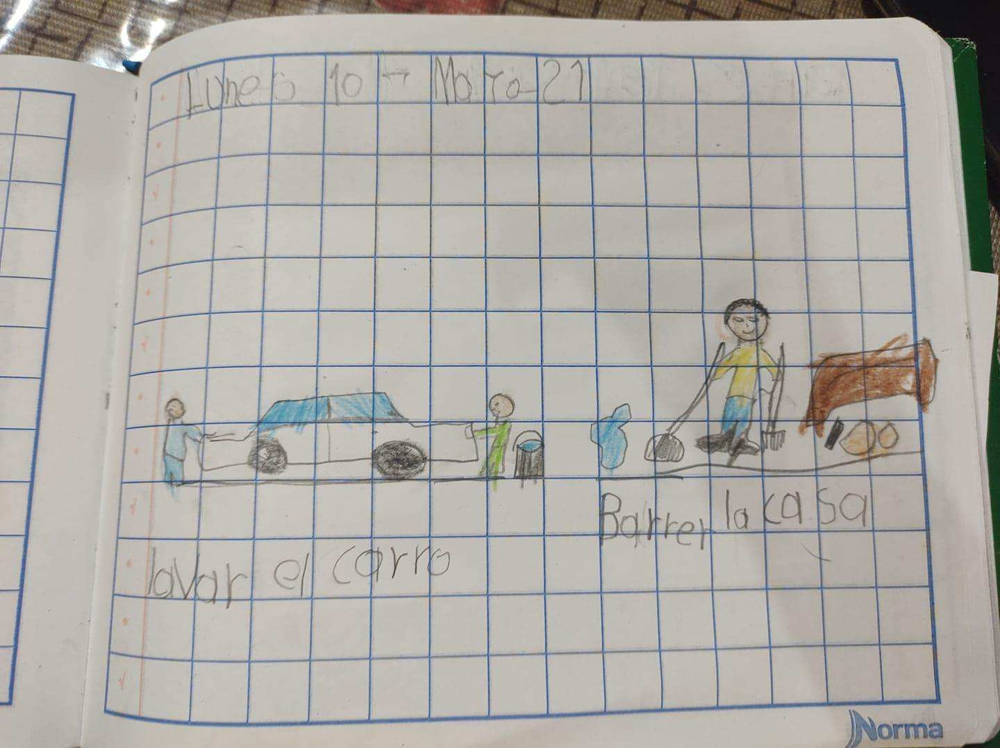 Lunes 10 - Mayo-21
Barrer la casa
lavar el carro
Norma